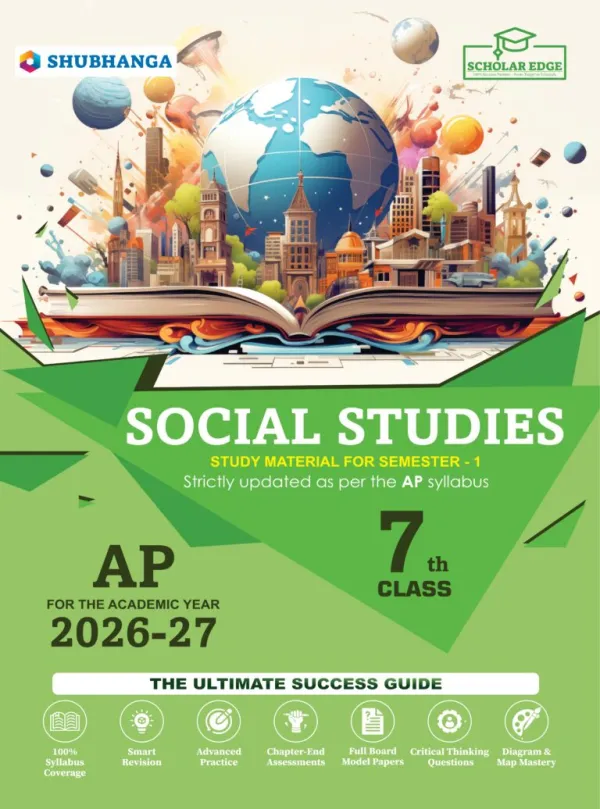 SHUBHANGA
SCHOLAR EDGE
SOCIAL STUDIES
STUDY MATERIAL FOR SEMESTER - 1
Strictly updated as per the AP syllabus
7th
CLASS
AP
FOR THE ACADEMIC YEAR
2026-27
THE ULTIMATE SUCCESS GUIDE
100%
Syllabus
Coverage
Smart
Revision
Advanced
Practice
Chapter-End
Assessments
Full Board
Model Papers
Critical Thinking
Questions
Diagram &
Map Mastery